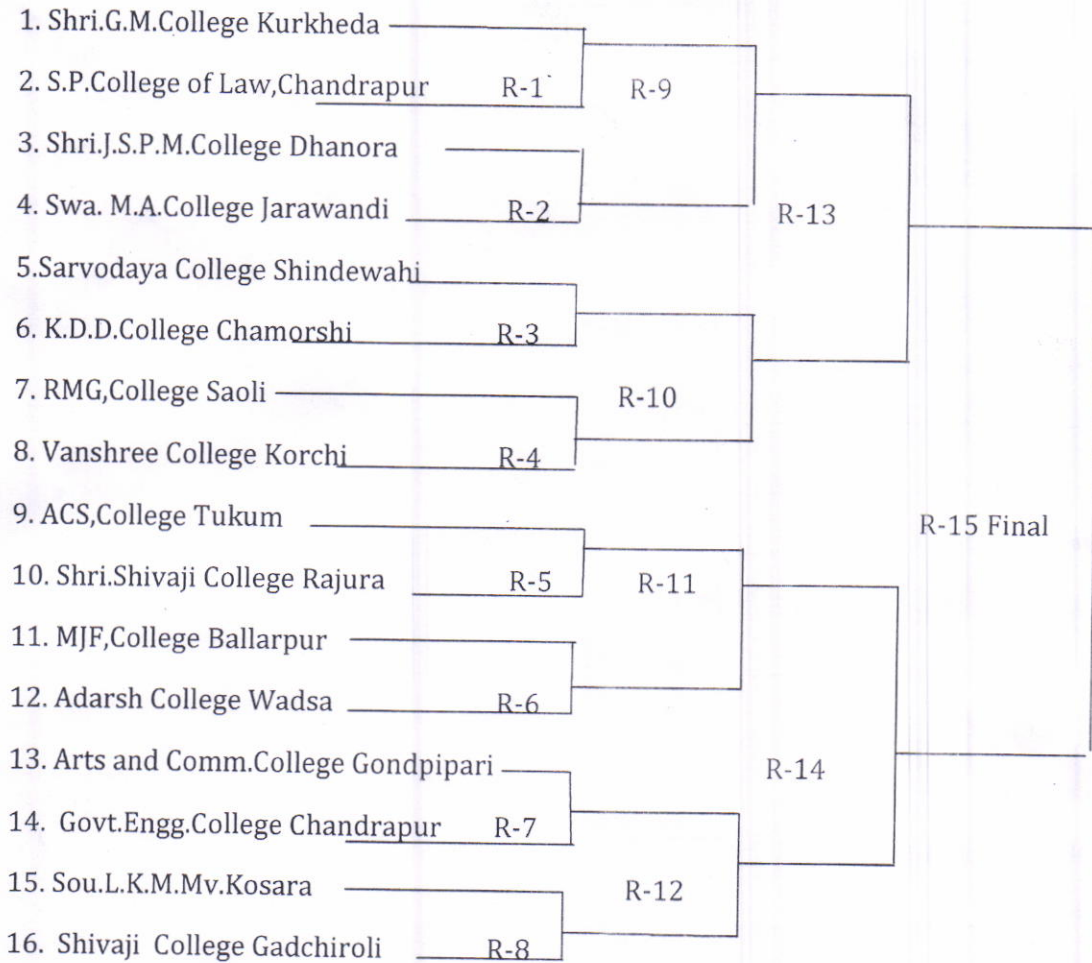 1. Shri.G.M.College Kurkheda
2. S.P.College of Law,Chandrapur R-1 R-9
3. Shri.J.S.P.M.College Dhanora
4. Swa. M.A.College Jarawandi R-2 R-13
5.Sarvodaya College Shindewahi
6. K.D.D.College Chamorshi R-3
7. RMG,College Saoli R-10
8. Vanshree College Korchi R-4
9. ACS,College Tukum R-15 Final
10. Shri.Shivaji College Rajura R-5 R-11
11. MJF,College Ballarpur
12. Adarsh College Wadsa R-6
13. Arts and Comm.College Gondpipari R-14
14. Govt.Engg.College Chandrapur R-7
15. Sou.L.K.M.Mv.Kosara R-12
16. Shivaji College Gadchiroli R-8